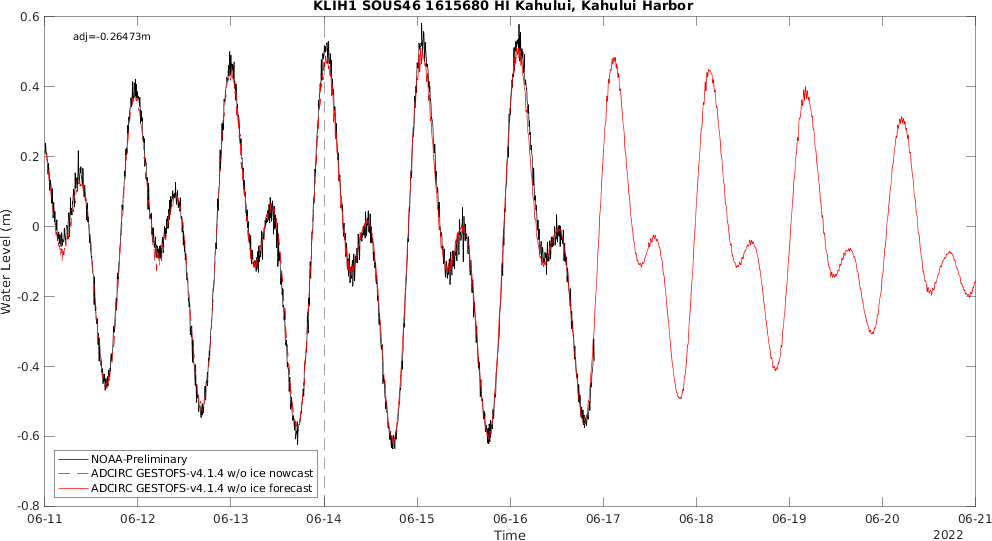 KLIH1 SOUS46 1615680 HI Kahului, Kahului Harbor
adj=-0.26473m
0.6
0.4
0.2
0
-0.2
-0.4
-0.6
-0.8
Water Level (m)
NOAA-Preliminary
ADCIRC GESTOFS-v4.1.4 w/o ice nowcast
ADCIRC GESTOFS-v4.1.4 w/o ice forecast
06-11 06-12 06-13 06-14 06-15 06-16 06-17 06-18 06-19 06-20 06-21
Time
2022